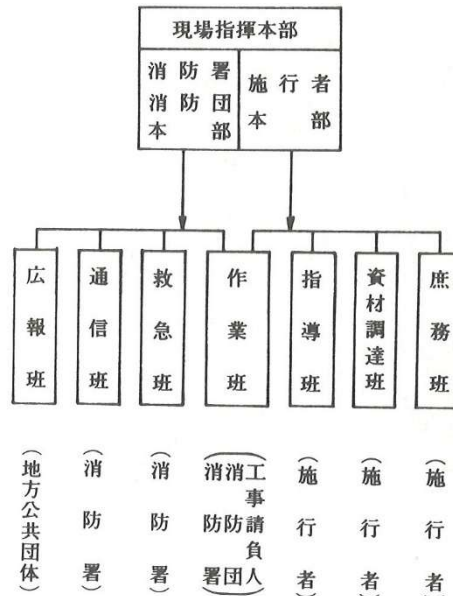 現場指揮本部
消防署
消防団
本部
施行者
本部
広報班
通信班
救急班
作業班
指導班
資材調達班
庶務班
(地方公共団体)
(消防署)
(消防署)
(工事請負人
消防団
消防署)
(施行者)
(施行者)
(施行者)